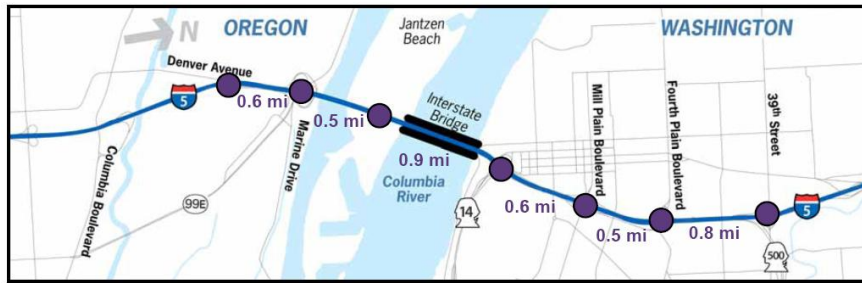 N
OREGON
Jantzen
Beach
WASHINGTON
Denver Avenue
5
0.6 mi
0.5 mi
Interstate
Bridge
0.9 mi
Columbia
River
Columbia Boulevard
99E
Marine Drive
14
0.6 mi
Mill Plain Boulevard
0.5 mi
Fourth Plain Boulevard
0.8 mi
39th Street
5
500